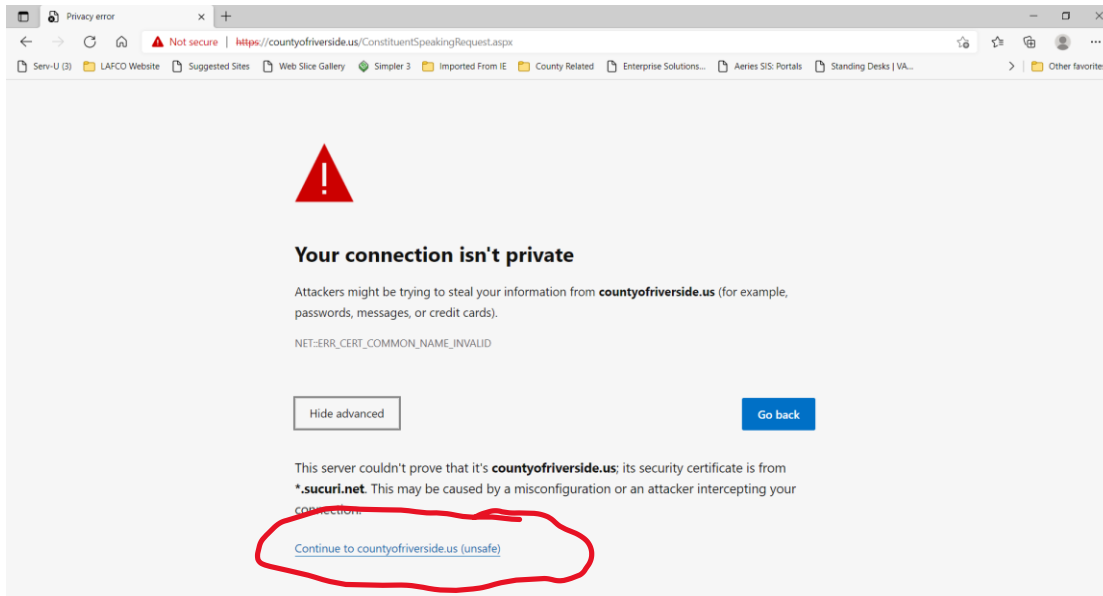 Privacy error
Not secure | https://countyofriverside.us/ConstituentSpeakingRequest.aspx
Serv-U (3) LAFCO Website Suggested Sites Web Slice Gallery Simpler 3 Imported From IE County Related Enterprise Solutions... Aeries SIS: Portals Standing Desks | VA... Other favorites
Your connection isn't private
Attackers might be trying to steal your information from countyofriverside.us (for example,
passwords, messages, or credit cards).
NET::ERR_CERT_COMMON_NAME_INVALID
Hide advanced Go back
This server couldn't prove that it's countyofriverside.us; its security certificate is from
*.sucuri.net. This may be caused by a misconfiguration or an attacker intercepting your
connection.
Continue to countyofriverside.us (unsafe)